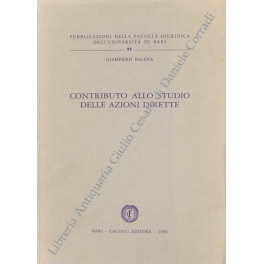 PUBBLICAZIONI DELLA FACOLTÀ GIURIDICA
DELL'UNIVERSITÀ DI BARI
GIAMPIERO BALENA
CONTRIBUTO ALLO STUDIO
DELLE AZIONI DIRETTE
BARI - CACUCCI EDITORE - 1990
Libreria Antiquaria Giulio Cesare di Daniele Corradi